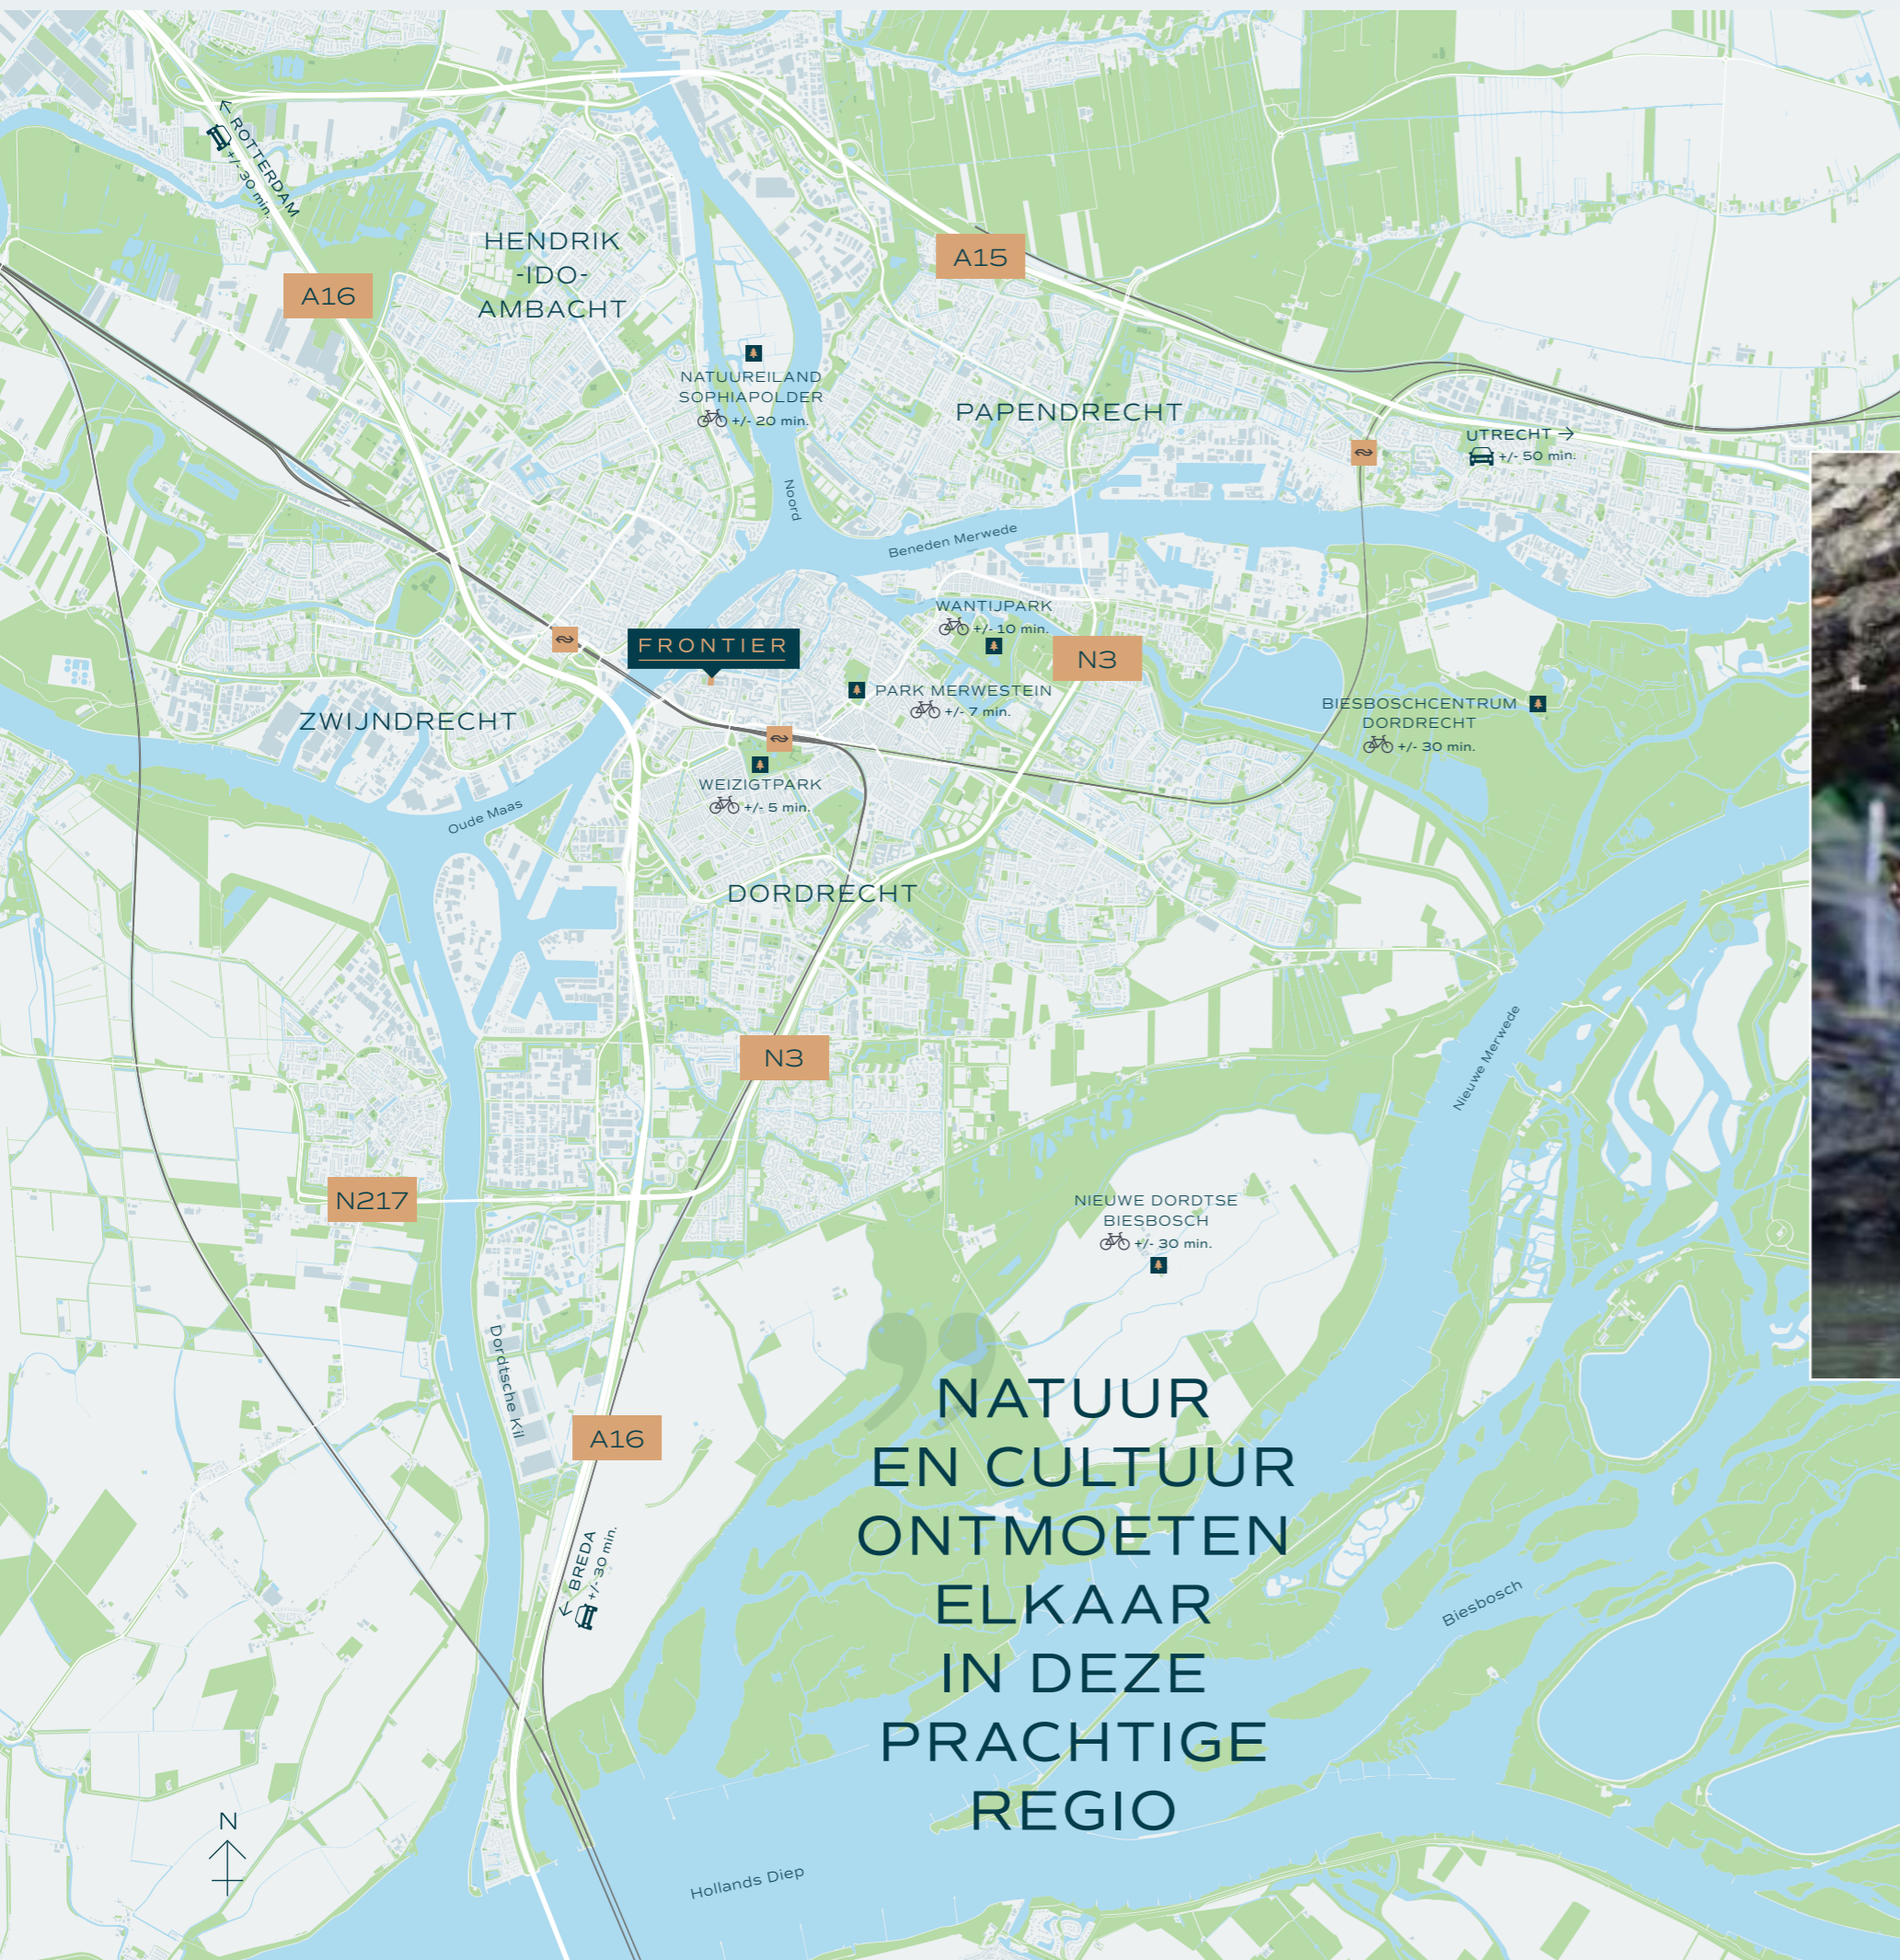 ROTTERDAM
+/- 30 min.
HENDRIK
-IDO-
AMBACHT
A15
A16
NATUUREILAND
SOPHIAPOLDER
+/- 20 min.
PAPENDRECHT
UTRECHT
+/- 50 min.
Noord
Beneden Merwede
WANTIJPARK
+/- 10 min.
FRONTIER
N3
PARK MERWESTEIN
+/- 7 min.
BIESBOSCHCENTRUM
DORDRECHT
+/- 30 min.
ZWIJNDRECHT
WEIZIGTPARK
+/- 5 min.
Oude Maas
DORDRECHT
N3
Nieuwe Merwede
N217
NIEUWE DORDTSE
BIESBOSCH
+/- 30 min.
Dordtsche Kil
A16
”
NATUUR
EN CULTUUR
ONTMOETEN
ELKAAR
IN DEZE
PRACHTIGE
REGIO
BREDA
+/- 30 min.
Biesbosch
N
Hollands Diep